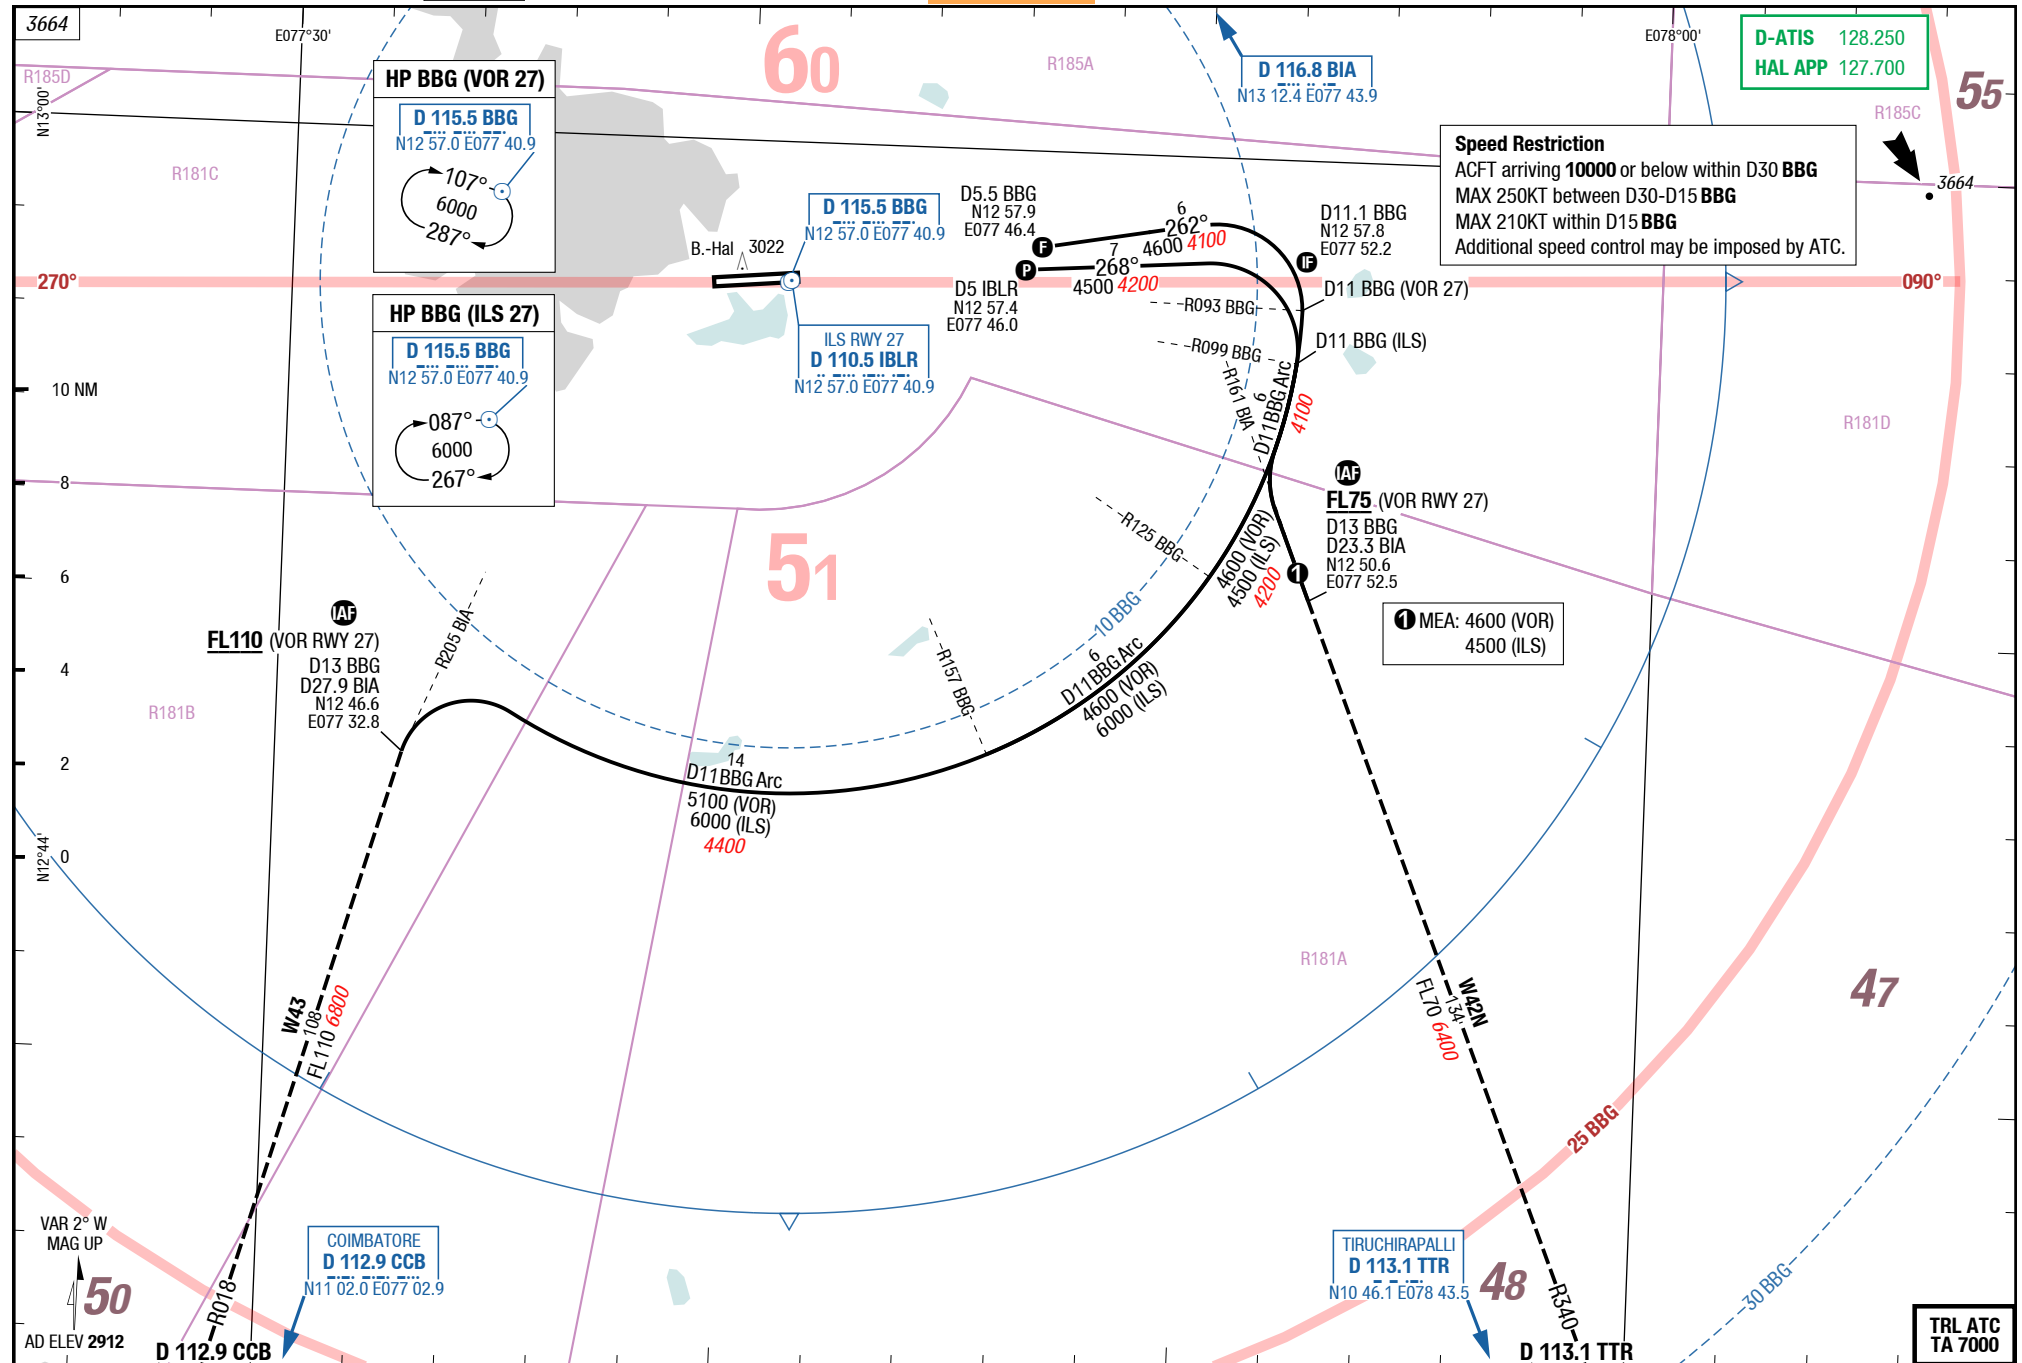 3664
E077°30'
E078°00'
N13°00'
R185D
60
R185A
D 116.8 BIA
N13 12.4 E077 43.9
D-ATIS 128.250
HAL APP 127.700
55
R185C
3664
HP BBG (VOR 27)
D 115.5 BBG
N12 57.0 E077 40.9
107°
6000
287°
R181C
Speed Restriction
ACFT arriving 10000 or below within D30 BBG
MAX 250KT between D30-D15 BBG
MAX 210KT within D15 BBG
Additional speed control may be imposed by ATC.
D 115.5 BBG
N12 57.0 E077 40.9
B.-Hal 3022
D5.5 BBG
N12 57.9
E077 46.4
F
6
262°
4600 4100
D11.1 BBG
N12 57.8
E077 52.2
IF
270°
090°
P
7
268°
4500 4200
D5 IBLR
N12 57.4
E077 46.0
R093 BBG
D11 BBG (VOR 27)
R099 BBG
D11 BBG (ILS)
HP BBG (ILS 27)
D 115.5 BBG
N12 57.0 E077 40.9
087°
6000
267°
ILS RWY 27
D 110.5 IBLR
N12 57.0 E077 40.9
R161 BIA
6
D11BBG Arc
4100
10 NM
8
6
4
2
0
N12°44'
R181D
IAF
FL75 (VOR RWY 27)
D13 BBG
D23.3 BIA
N12 50.6
E077 52.5
R125 BBG
4600 (VOR)
4500 (ILS)
4200
1
1 MEA: 4600 (VOR)
4500 (ILS)
51
10 BBG
6
D11BBG Arc
4600 (VOR)
6000 (ILS)
R157 BBG
IAF
FL110 (VOR RWY 27)
D13 BBG
D27.9 BIA
N12 46.6
E077 32.8
R205 BIA
R181B
14
D11BBG Arc
5100 (VOR)
6000 (ILS)
4400
R181A
47
W43
108
FL110 6800
W42N
134
FL70 6400
25 BBG
30 BBG
VAR 2° W
MAG UP
50
AD ELEV 2912
R018
D 112.9 CCB
COIMBATORE
D 112.9 CCB
N11 02.0 E077 02.9
TIRUCHIRAPALLI
D 113.1 TTR
N10 46.1 E078 43.5
48
R340
D 113.1 TTR
TRL ATC
TA 7000